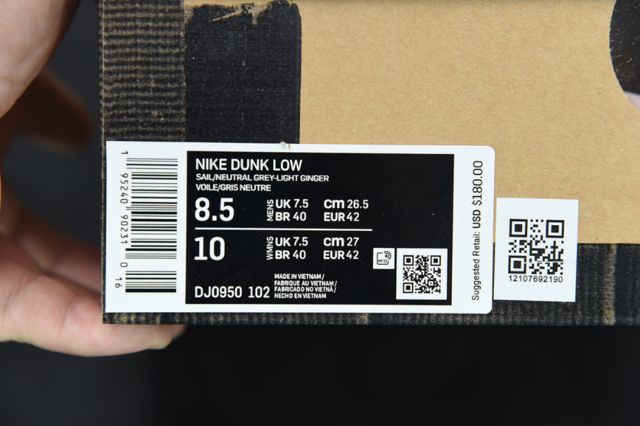 NIKE DUNK LOW
SAIL/NEUTRAL GREY-LIGHT GINGER
VOILE/GRIS NEUTRE
8.5 MENS UK 7.5 cm 26.5
BR 40 EUR 42
10 WMNS UK 7.5 cm 27
BR 40 EUR 42
MADE IN VIETNAM/
FABRIQUE AU VIETNAM/
FABRICADO NO VIETNÃ/
HECHO EN VIETNAM
DJ0950 102
1 95240 90231 0 16
Suggested Retail: USD $180.00
12107692190